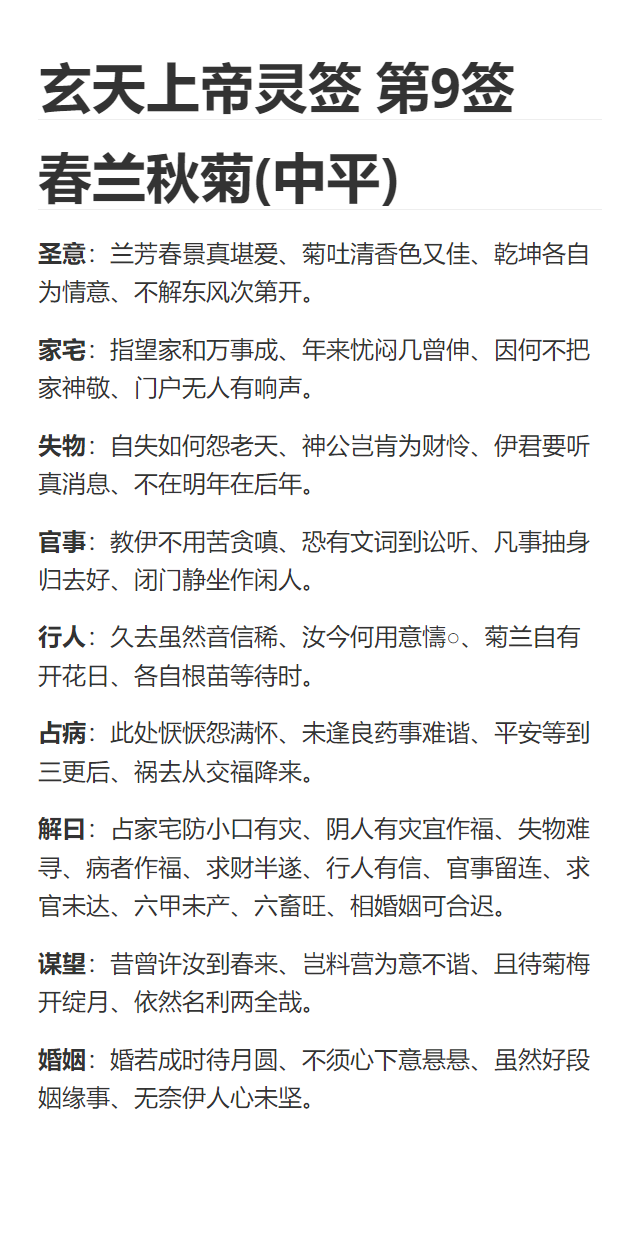 玄天上帝灵签 第9签
春兰秋菊(中平)
圣意：兰芳春景真堪爱、菊吐清香色又佳、乾坤各自
为情意、不解东风次第开。
家宅：指望家和万事成、年来忧闷几曾伸、因何不把
家神敬、门户无人有响声。
失物：自失如何怨老天、神公岂肯为财怜、伊君要听
真消息、不在明年在后年。
官事：教伊不用苦贪嗔、恐有文词到讼听、凡事抽身
归去好、闭门静坐作闲人。
行人：久去虽然音信稀、汝今何用意懤○、菊兰自有
开花日、各自根苗等待时。
占病：此处恹恹怨满怀、未逢良药事难谐、平安等到
三更后、祸去从交福降来。
解曰：占家宅防小口有灾、阴人有灾宜作福、失物难
寻、病者作福、求财半遂、行人有信、官事留连、求
官未达、六甲未产、六畜旺、相婚姻可合迟。
谋望：昔曾许汝到春来、岂料营为意不谐、且待菊梅
开绽月、依然名利两全哉。
婚姻：婚若成时待月圆、不须心下意悬悬、虽然好段
姻缘事、无奈伊人心未坚。